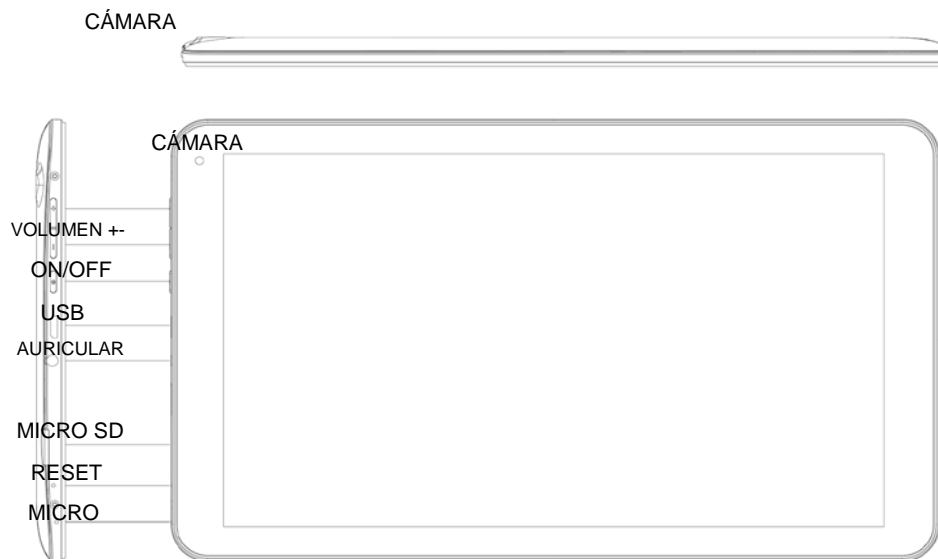 CÁMARA
CÁMARA
VOLUMEN +-
ON/OFF
USB
AURICULAR
MICRO SD
RESET
MICRO